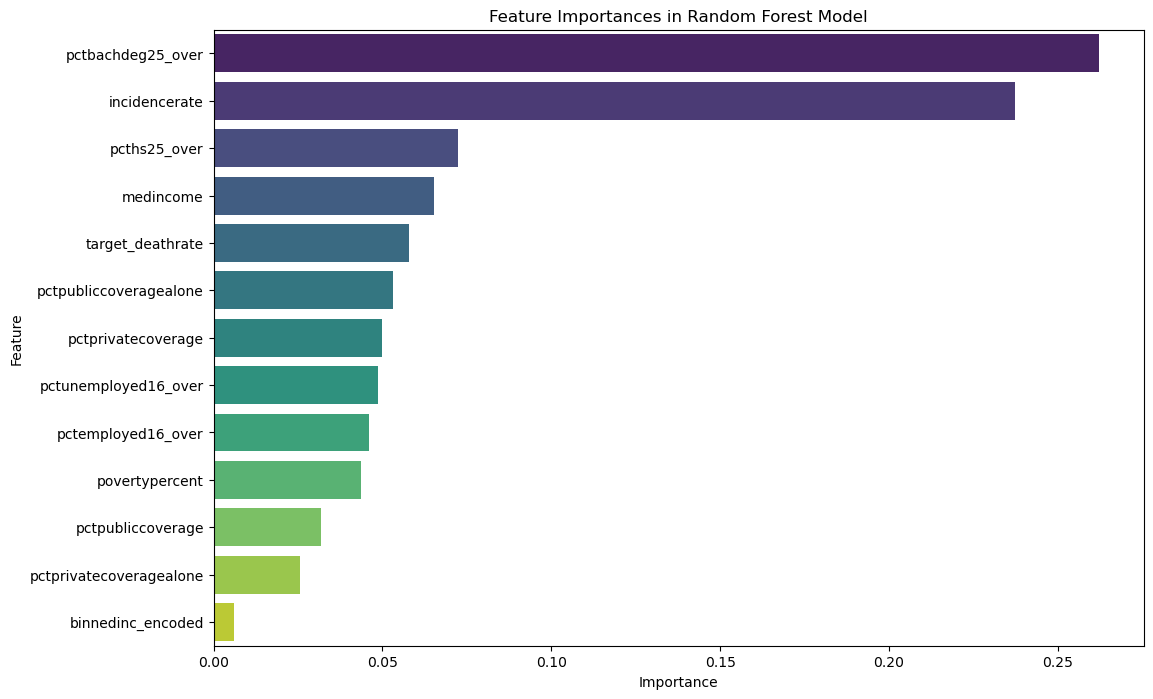 Feature Importances in Random Forest Model
pctbachdeg25_over
incidencerate
pcths25_over
medincome
target_deathrate
pctpubliccoveragealone
pctprivatecoverage
pctunemployed16_over
pctemployed16_over
povertypercent
pctpubliccoverage
pctprivatecoveragealone
binnedinc_encoded
Feature
0.00 0.05 0.10 0.15 0.20 0.25
Importance